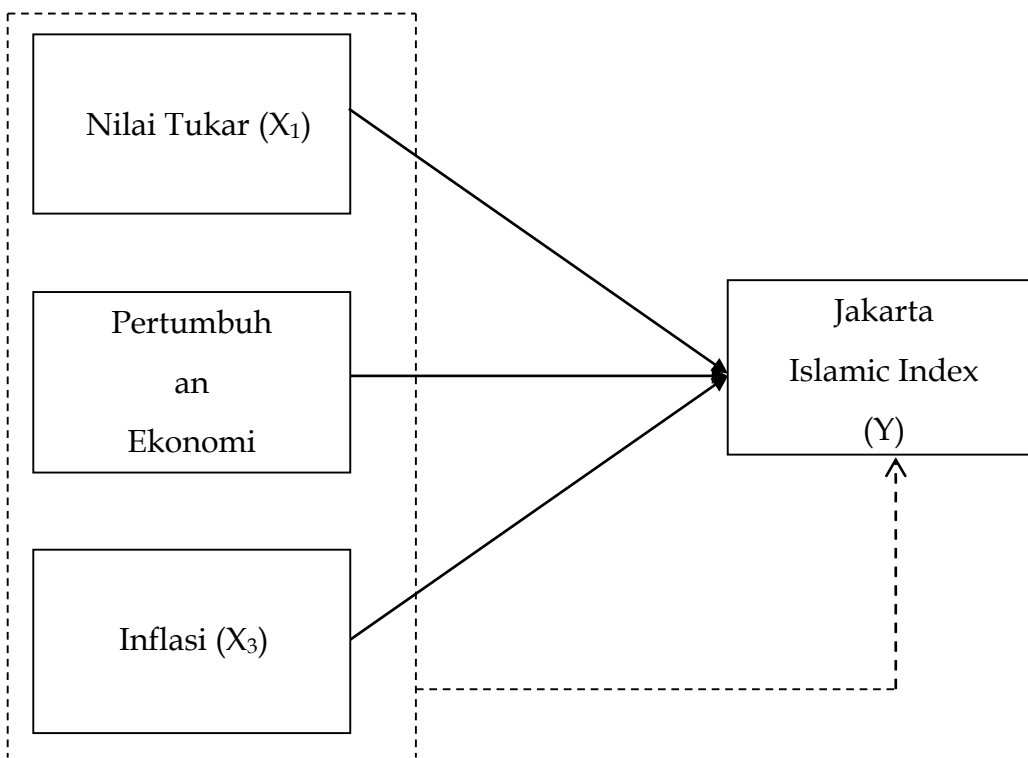 Nilai Tukar (X₁)
Pertumbuh
an
Ekonomi
Inflasi (X₃)
Jakarta
Islamic Index
(Y)